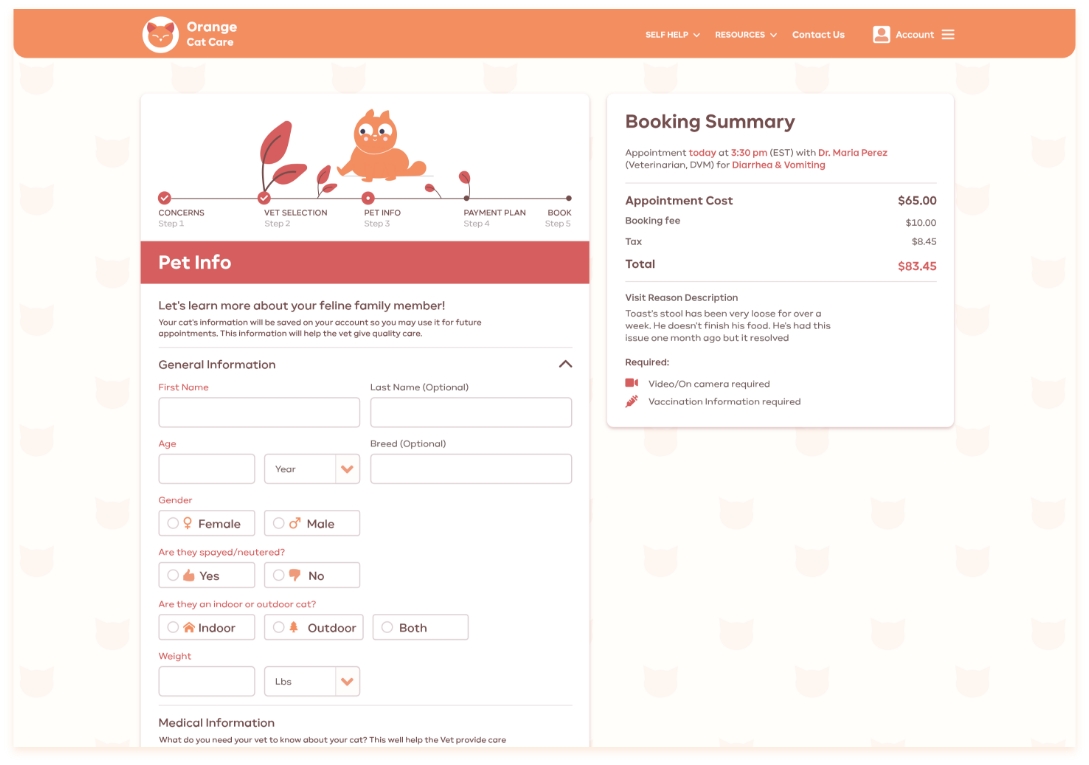 Orange
Cat Care
SELF HELP
RESOURCES
Contact Us
Account
CONCERNS
Step 1
VET SELECTION
Step 2
PET INFO
Step 3
PAYMENT PLAN
Step 4
BOOK
Step 5
Pet Info
Let's learn more about your feline family member!
Your cat's information will be saved on your account so you may use it for future
appointments. This information will help the vet give quality care.
General Information
First Name
Last Name (Optional)
Age
Breed (Optional)
Year
Gender
Female
Male
Are they spayed/neutered?
Yes
No
Are they an indoor or outdoor cat?
Indoor
Outdoor
Both
Weight
Lbs
Medical Information
What do you need your vet to know about your cat? This well help the Vet provide care
Booking Summary
Appointment today at 3:30 pm (EST) with Dr. Maria Perez
(Veterinarian, DVM) for Diarrhea & Vomiting
Appointment Cost $65.00
Booking fee $10.00
Tax $8.45
Total $83.45
Visit Reason Description
Toast's stool has been very loose for over a
week. He doesn't finish his food. He's had this
issue one month ago but it resolved
Required:
Video/On camera required
Vaccination Information required